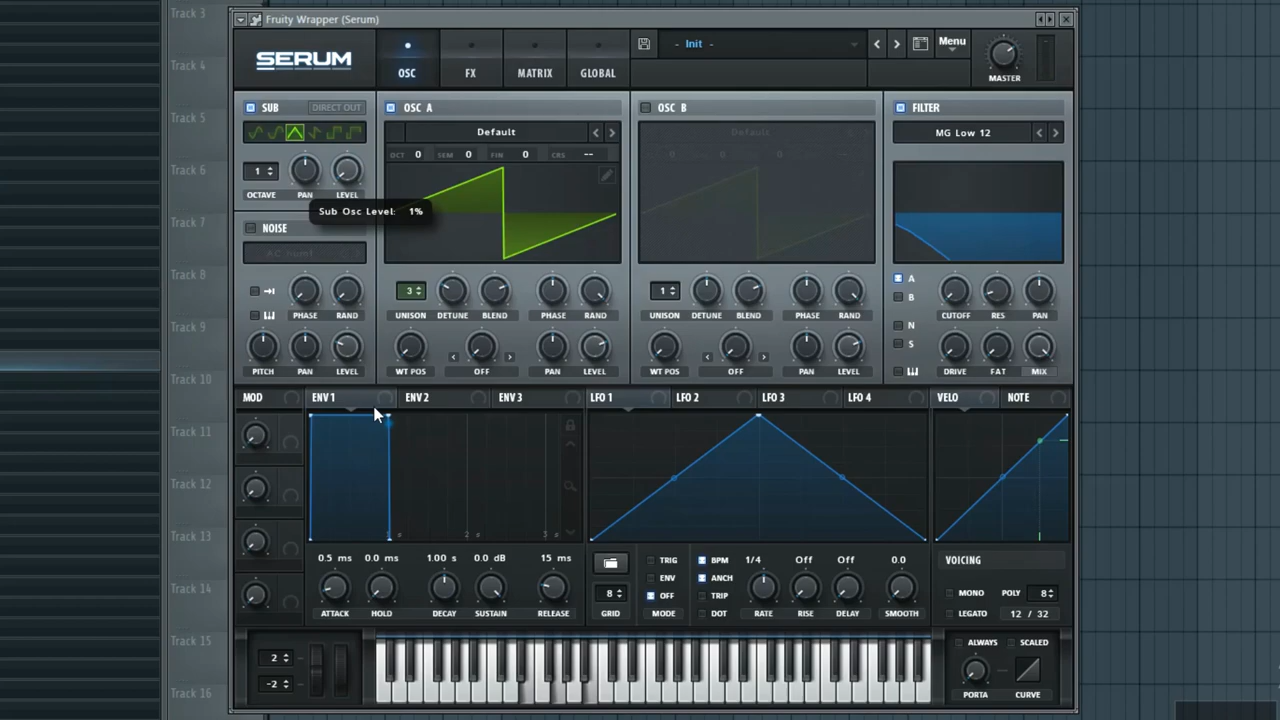 Track 3
Track 4
Track 5
Track 6
Track 7
Track 8
Track 9
Track 10
Track 11
Track 12
Track 13
Track 14
Track 15
Track 16
Fruity Wrapper (Serum)
SERUM
OSC
FX
MATRIX
GLOBAL
- Init -
Menu
MASTER
SUB
DIRECT OUT
1
OCTAVE
PAN
LEVEL
Sub Osc Level: 1%
NOISE
PHASE
RAND
PITCH
PAN
LEVEL
OSC A
Default
OCT 0 SEM 0 FIN 0 CRS --
3
UNISON
DETUNE
BLEND
PHASE
RAND
WT POS
OFF
PAN
LEVEL
OSC B
Default
1
UNISON
DETUNE
BLEND
PHASE
RAND
WT POS
OFF
PAN
LEVEL
FILTER
MG Low 12
A
B
N
S
CUTOFF
RES
PAN
DRIVE
FAT
MIX
MOD
ENV 1
ENV 2
ENV 3
LFO 1
LFO 2
LFO 3
LFO 4
VELO
NOTE
0.5 ms
0.0 ms
1.00 s
0.0 dB
15 ms
ATTACK
HOLD
DECAY
SUSTAIN
RELEASE
8
GRID
TRIG
ENV
OFF
MODE
BPM
ANCH
TRIP
DOT
1/4
Off
Off
0.0
RATE
RISE
DELAY
SMOOTH
VOICING
MONO
POLY
8
LEGATO
12 / 32
2
-2
ALWAYS
SCALED
PORTA
CURVE